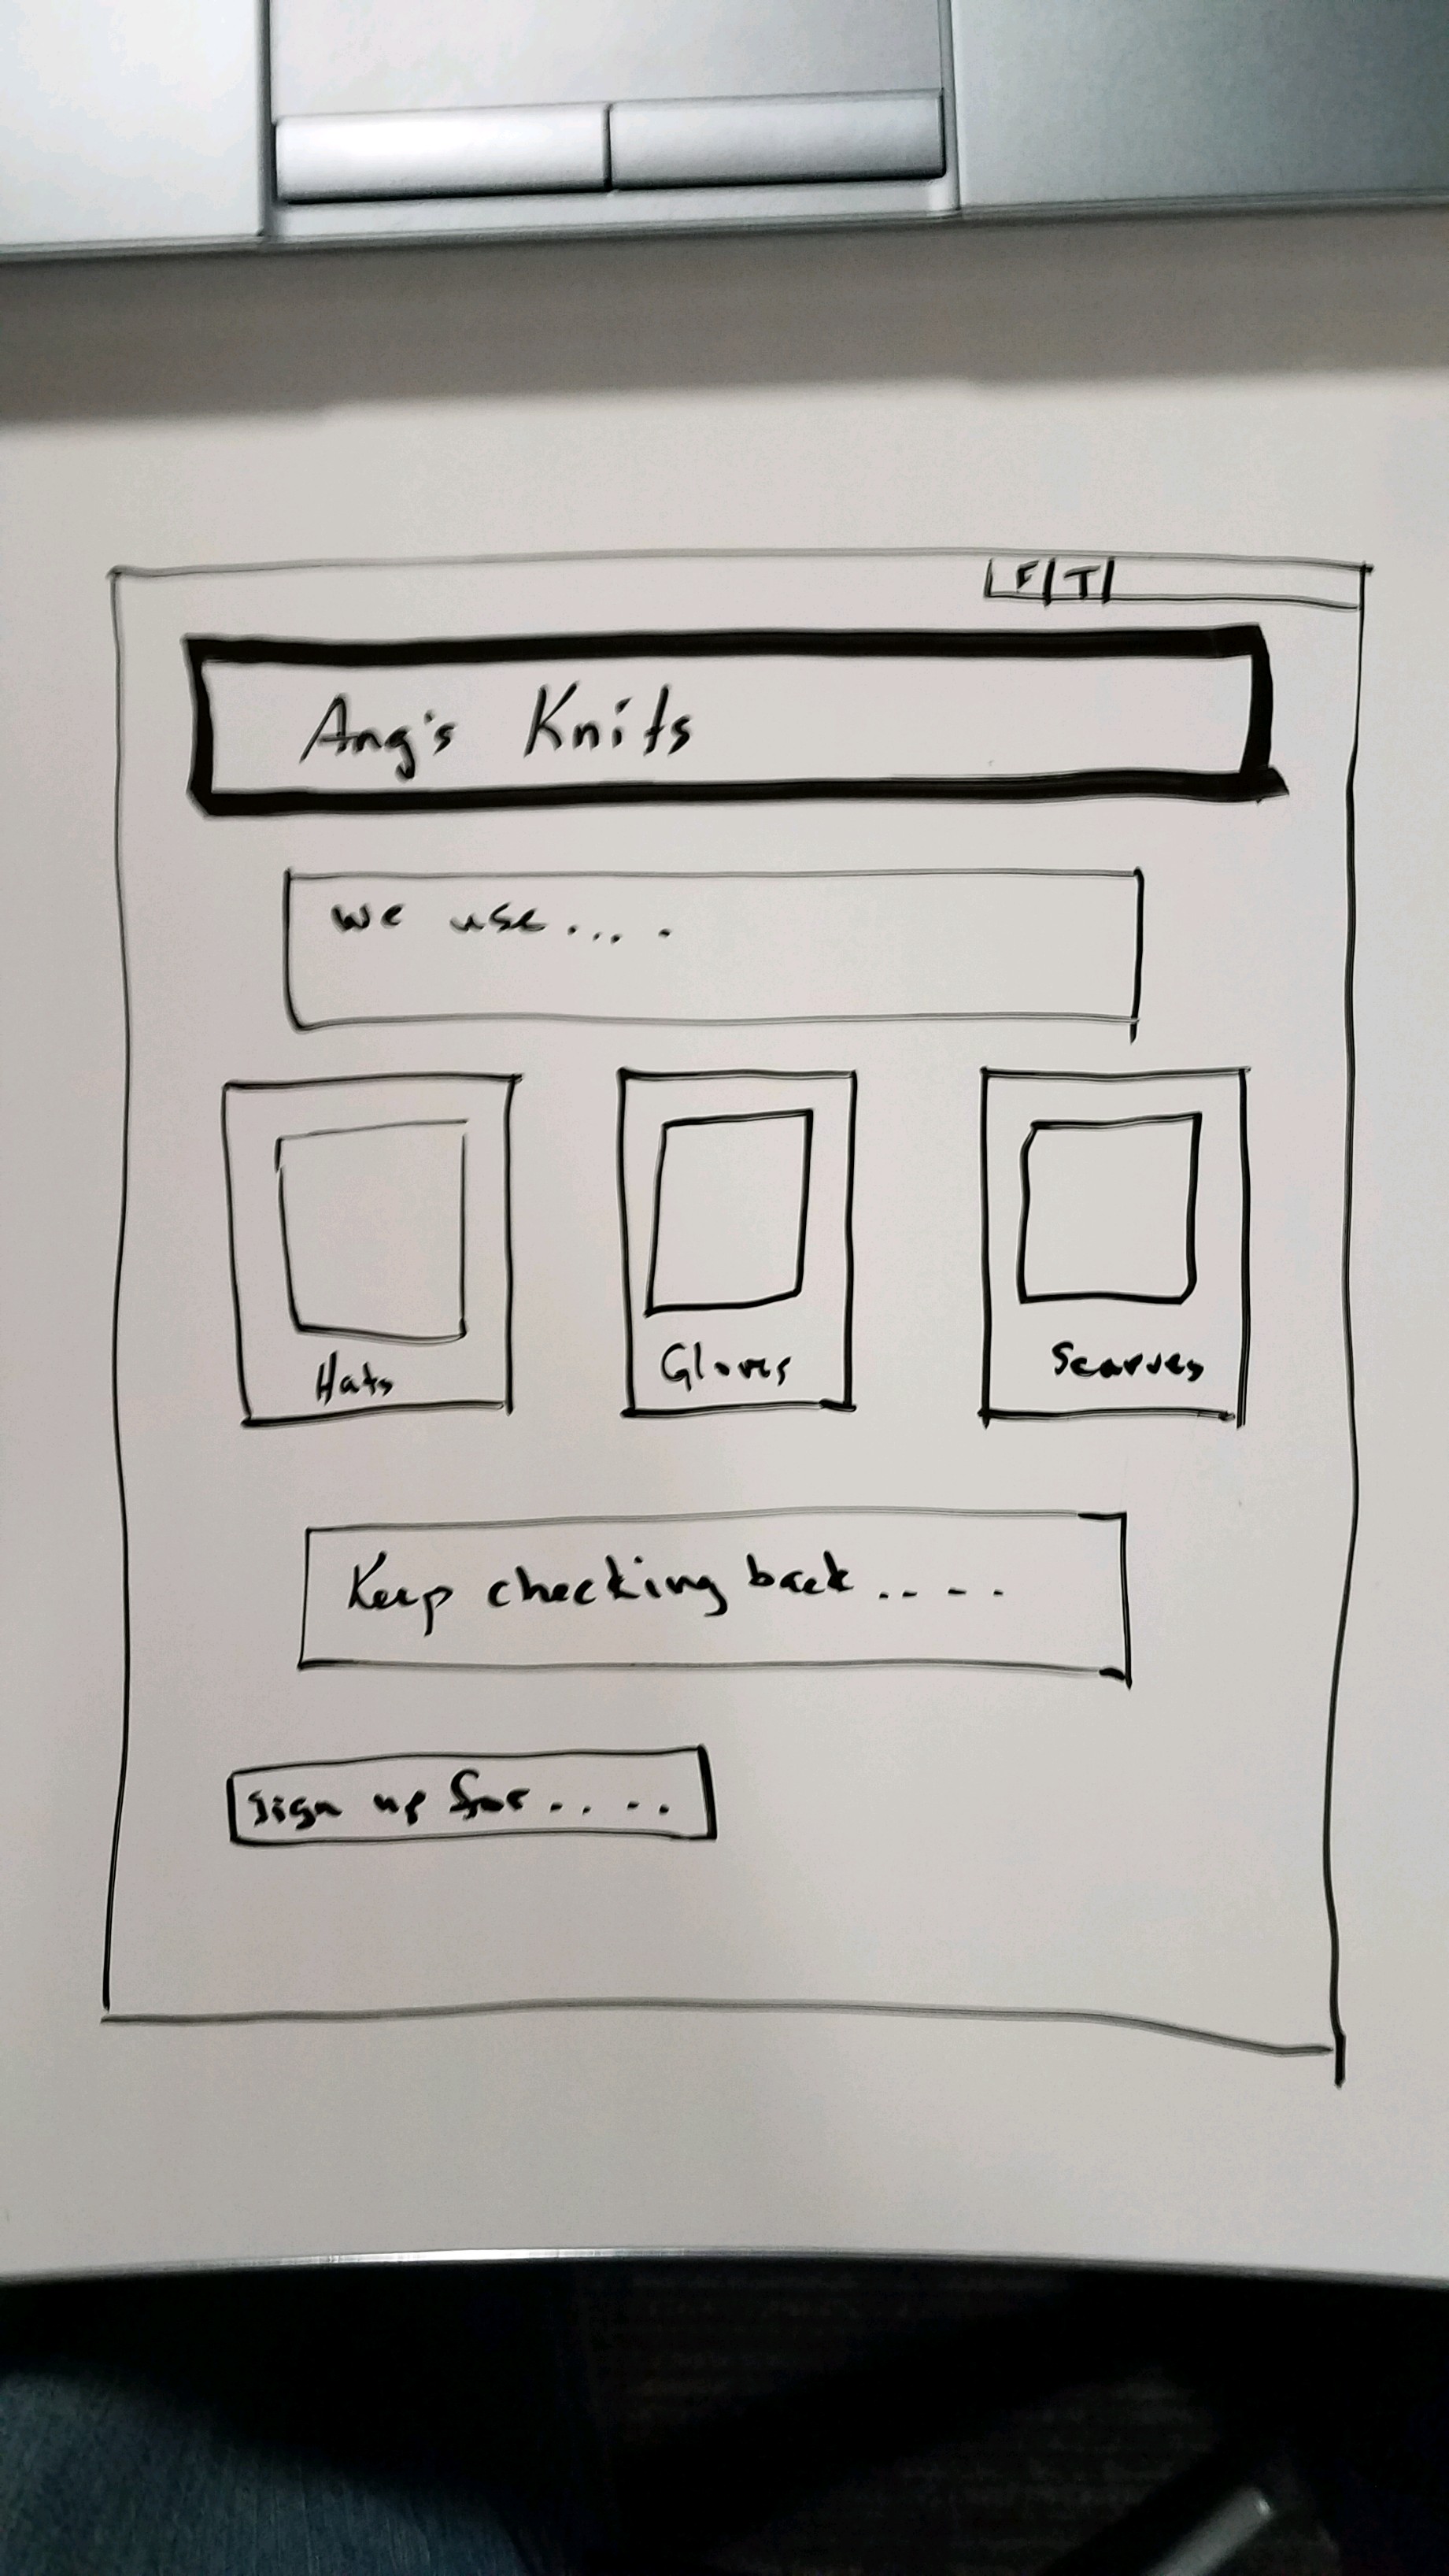 F T
Ang's Knits
We use.....
Hats Gloves Scarves
Keep checking back....
Sign up for.....